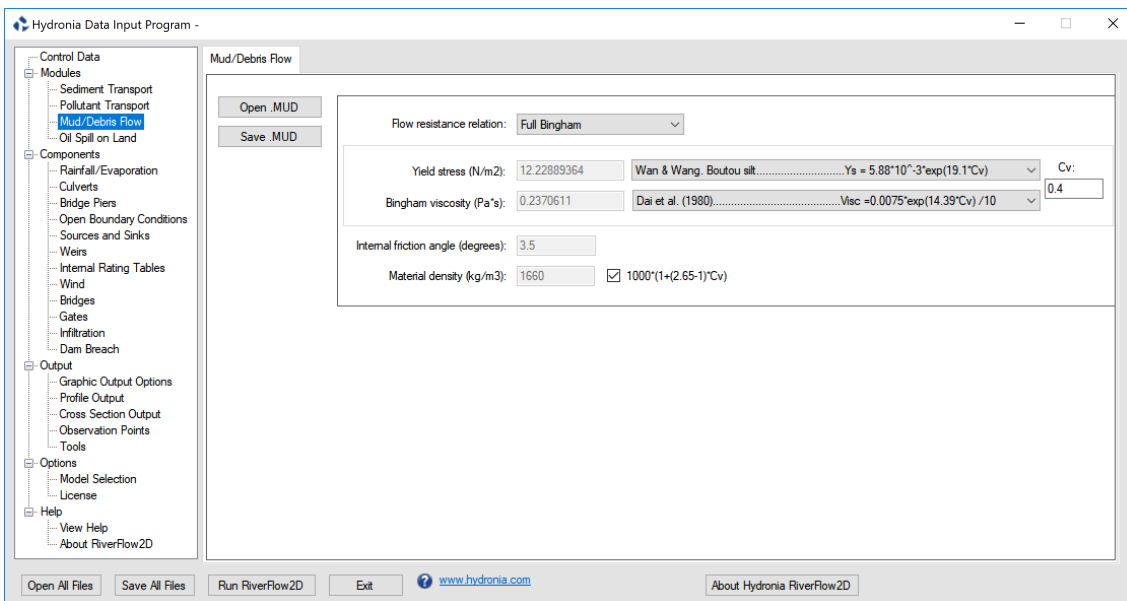 Hydronia Data Input Program -
Control Data
Modules
Sediment Transport
Pollutant Transport
Mud/Debris Flow
Oil Spill on Land
Components
Rainfall/Evaporation
Culverts
Bridge Piers
Open Boundary Conditions
Sources and Sinks
Weirs
Internal Rating Tables
Wind
Bridges
Gates
Infiltration
Dam Breach
Output
Graphic Output Options
Profile Output
Cross Section Output
Observation Points
Tools
Options
Model Selection
License
Help
View Help
About RiverFlow2D
Mud/Debris Flow
Open .MUD
Save .MUD
Flow resistance relation: Full Bingham
Yield stress (N/m2): 12.22889364 Wan & Wang. Boutou silt............................Ys = 5.88*10^-3*exp(19.1*Cv) Cv:
0.4
Bingham viscosity (Pa*s): 0.2370611 Dai et al. (1980)........................................Visc =0.0075*exp(14.39*Cv) /10
Internal friction angle (degrees): 3.5
Material density (kg/m3): 1660 1000*(1+(2.65-1)*Cv)
Open All Files Save All Files Run RiverFlow2D Exit ? www.hydronia.com About Hydronia RiverFlow2D